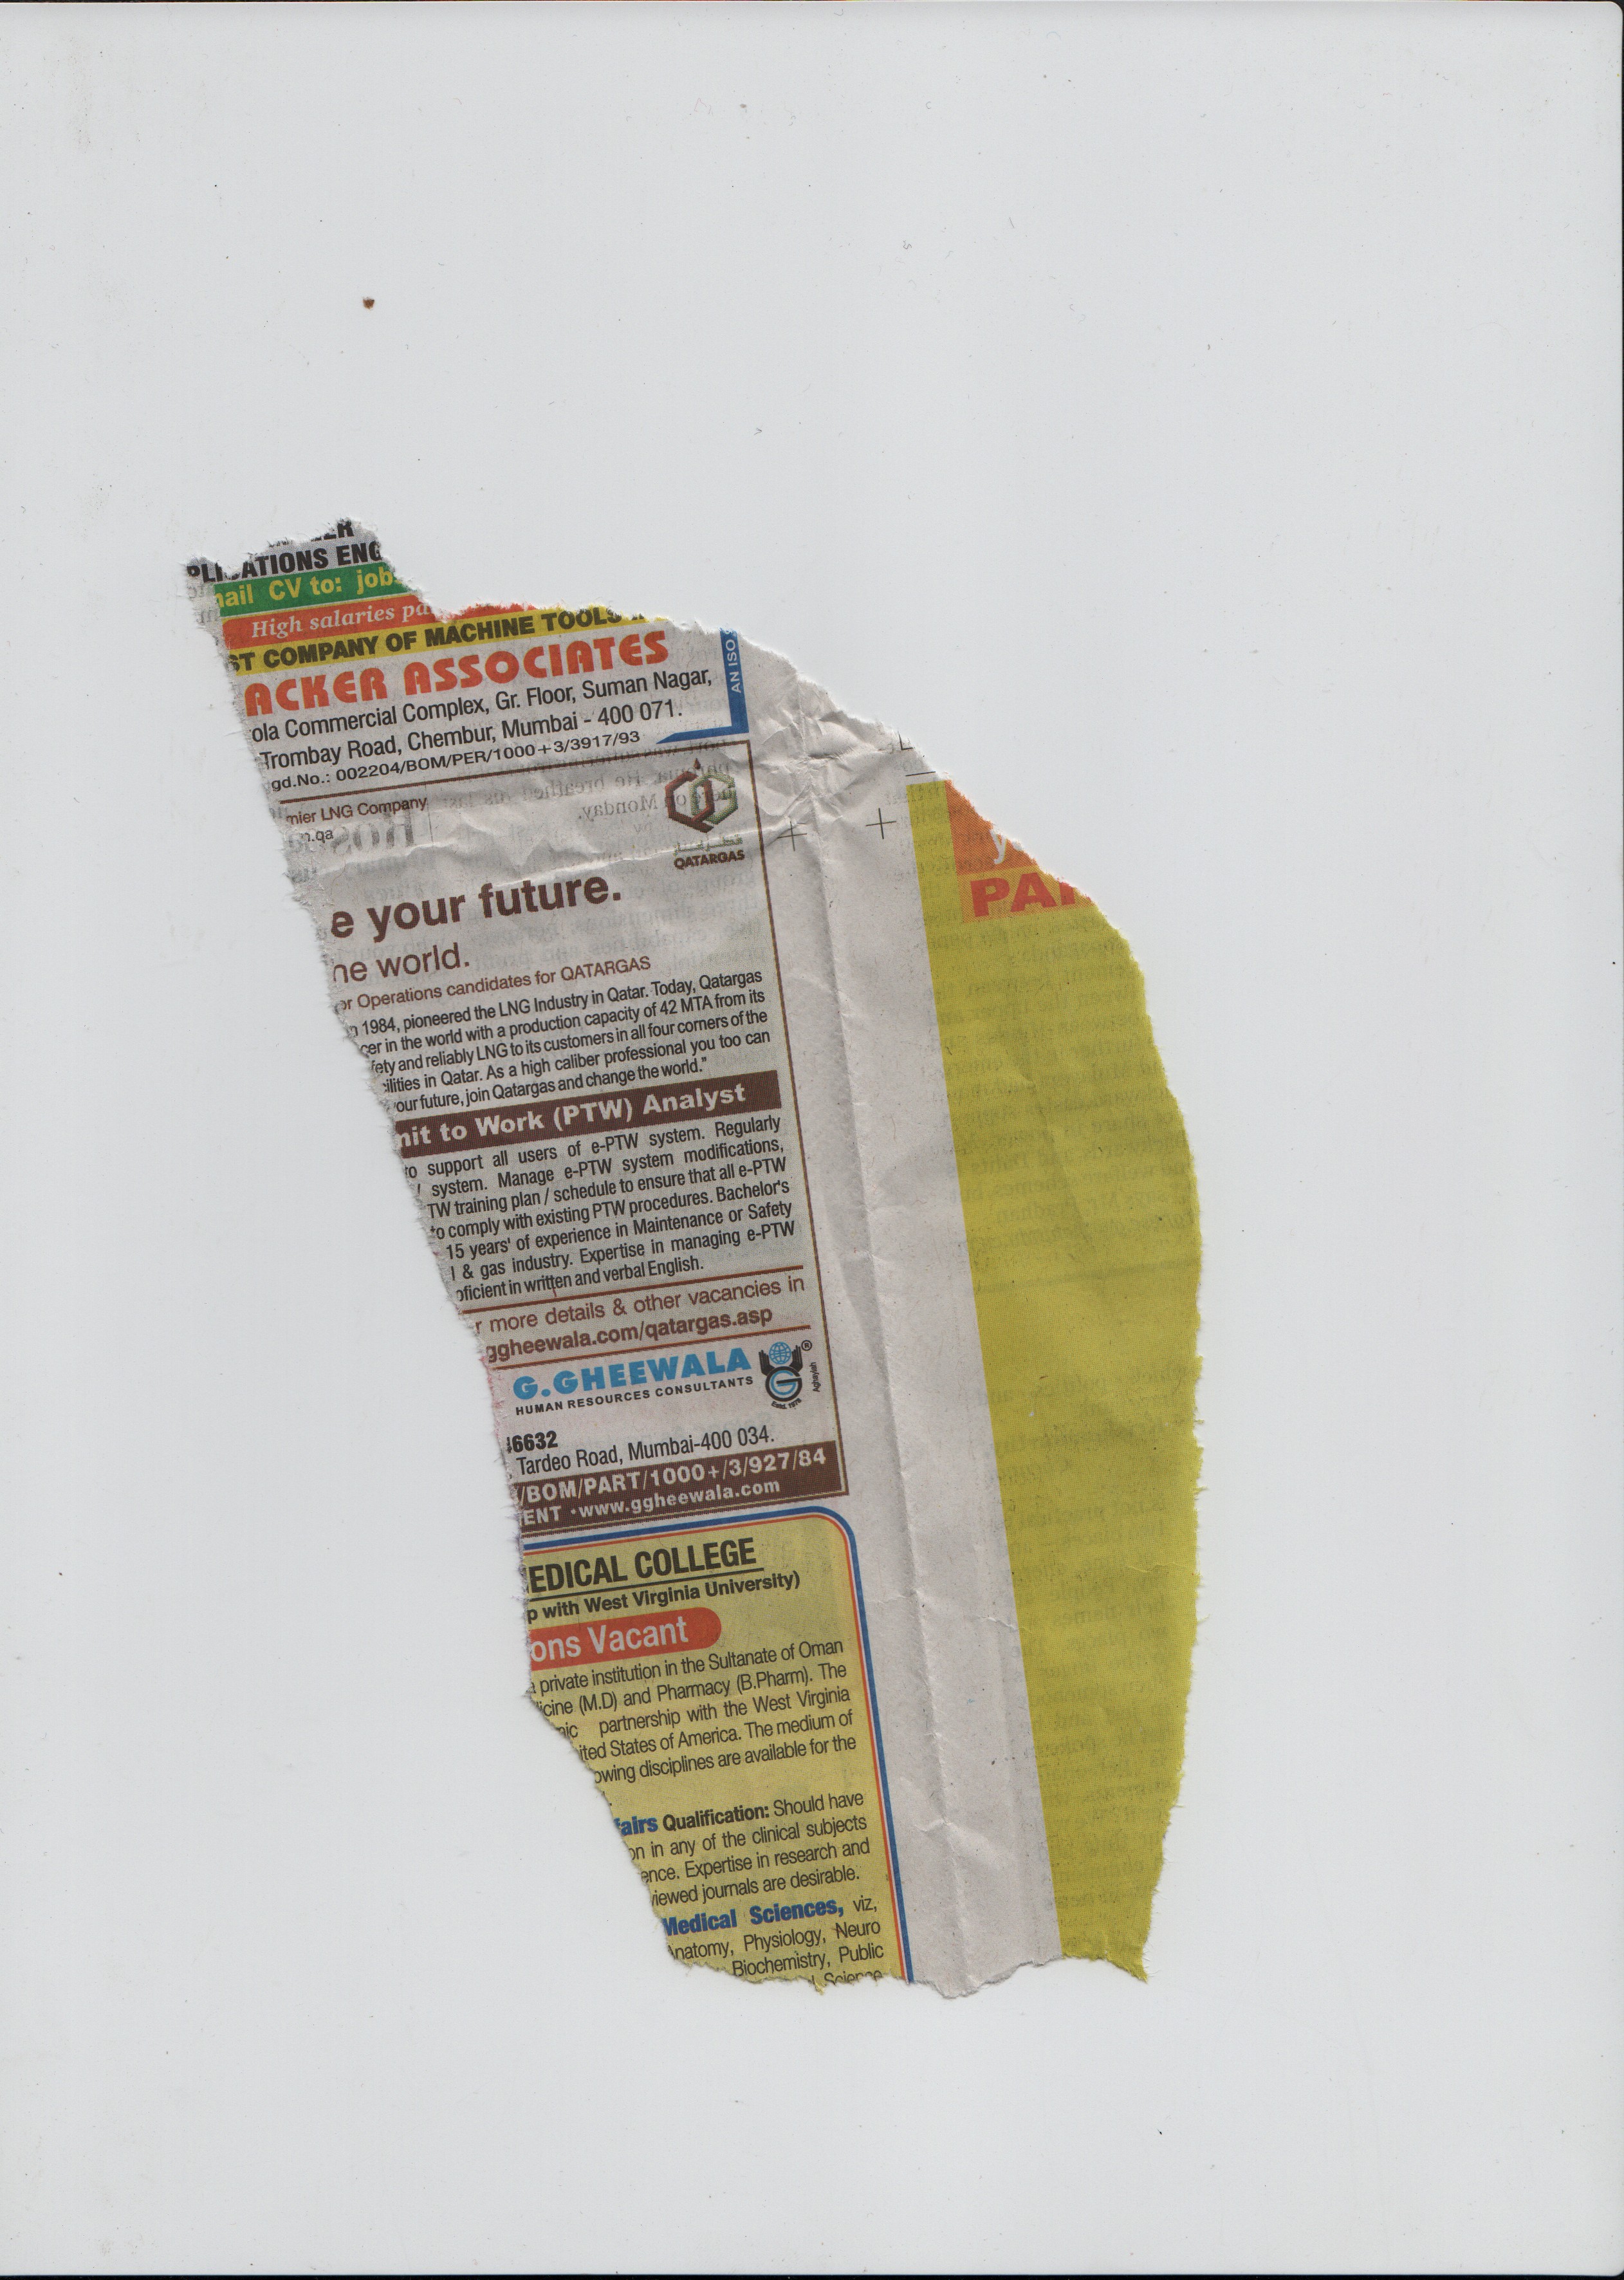 PLICATIONS ENG
nail CV to: job
High salaries pa
ST COMPANY OF MACHINE TOOLS
ACKER ASSOCIATES
ola Commercial Complex, Gr. Floor, Suman Nagar,
Trombay Road, Chembur, Mumbai - 400 071.
gd.No.: 002204/BOM/PER/1000+3/3917/93
AN ISO
mier LNG Company
n.qa
قطر غاز
QATARGAS
e your future.
he world.
or Operations candidates for QATARGAS
n 1984, pioneered the LNG Industry in Qatar. Today, Qatargas
cer in the world with a production capacity of 42 MTA from its
fety and reliably LNG to its customers in all four corners of the
ilities in Qatar. As a high caliber professional you too can
our future, join Qatargas and change the world."
mit to Work (PTW) Analyst
to support all users of e-PTW system. Regularly
/ system. Manage e-PTW system modifications,
TW training plan / schedule to ensure that all e-PTW
to comply with existing PTW procedures. Bachelor's
15 years' of experience in Maintenance or Safety
l & gas industry. Expertise in managing e-PTW
oficient in written and verbal English.
r more details & other vacancies in
ggheewala.com/qatargas.asp
G.GHEEWALA
HUMAN RESOURCES CONSULTANTS
Estd. 1976
®
Aghaylah
6632
Tardeo Road, Mumbai-400 034.
/BOM/PART/1000+/3/927/84
ENT •www.ggheewala.com
EDICAL COLLEGE
p with West Virginia University)
ons Vacant
a private institution in the Sultanate of Oman
icine (M.D) and Pharmacy (B.Pharm). The
nic partnership with the West Virginia
ited States of America. The medium of
owing disciplines are available for the
fairs Qualification: Should have
on in any of the clinical subjects
ence. Expertise in research and
viewed journals are desirable.
Medical Sciences, viz,
Anatomy, Physiology, Neuro
Biochemistry, Public
Science
y
PAR